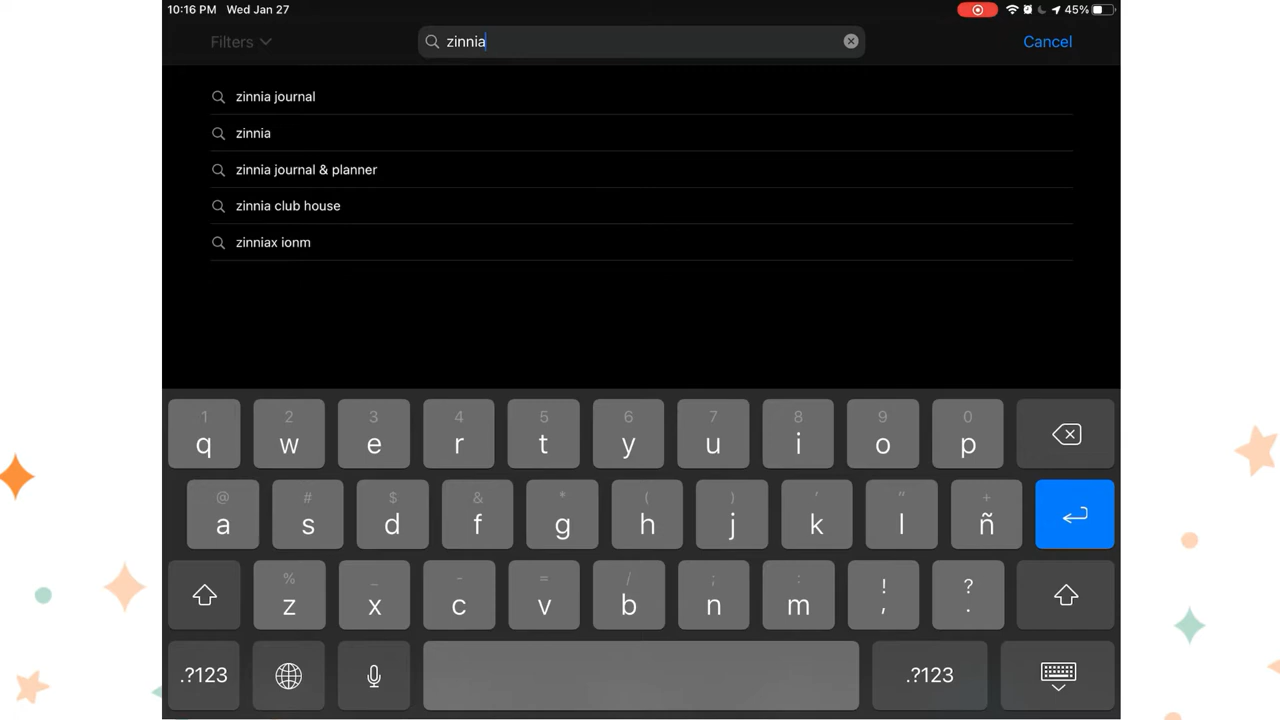 10:16 PM Wed Jan 27 45%
Filters zinnia Cancel
zinnia journal
zinnia
zinnia journal & planner
zinnia club house
zinniax ionm
1 2 3 4 5 6 7 8 9 0
q w e r t y u i o p
@ # $ & * ( ) ' " +
a s d f g h j k l ñ
% _ - = / ; : ! ?
z x c v b n m , .
.?123 .?123